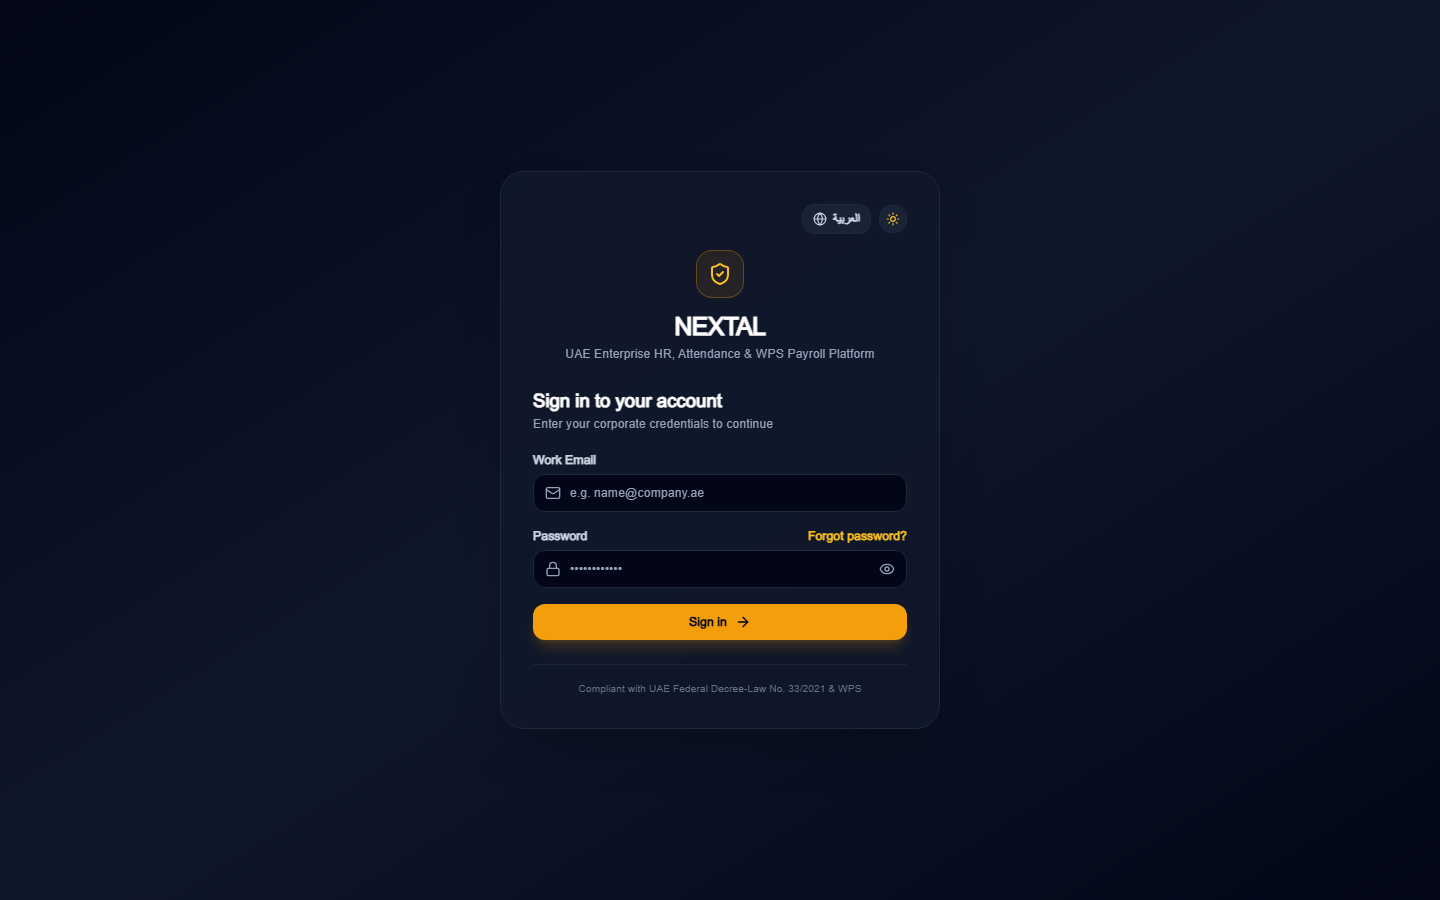 العربية
NEXTAL
UAE Enterprise HR, Attendance & WPS Payroll Platform
Sign in to your account
Enter your corporate credentials to continue
Work Email
e.g. name@company.ae
Password Forgot password?
••••••••••••
Sign in
Compliant with UAE Federal Decree-Law No. 33/2021 & WPS